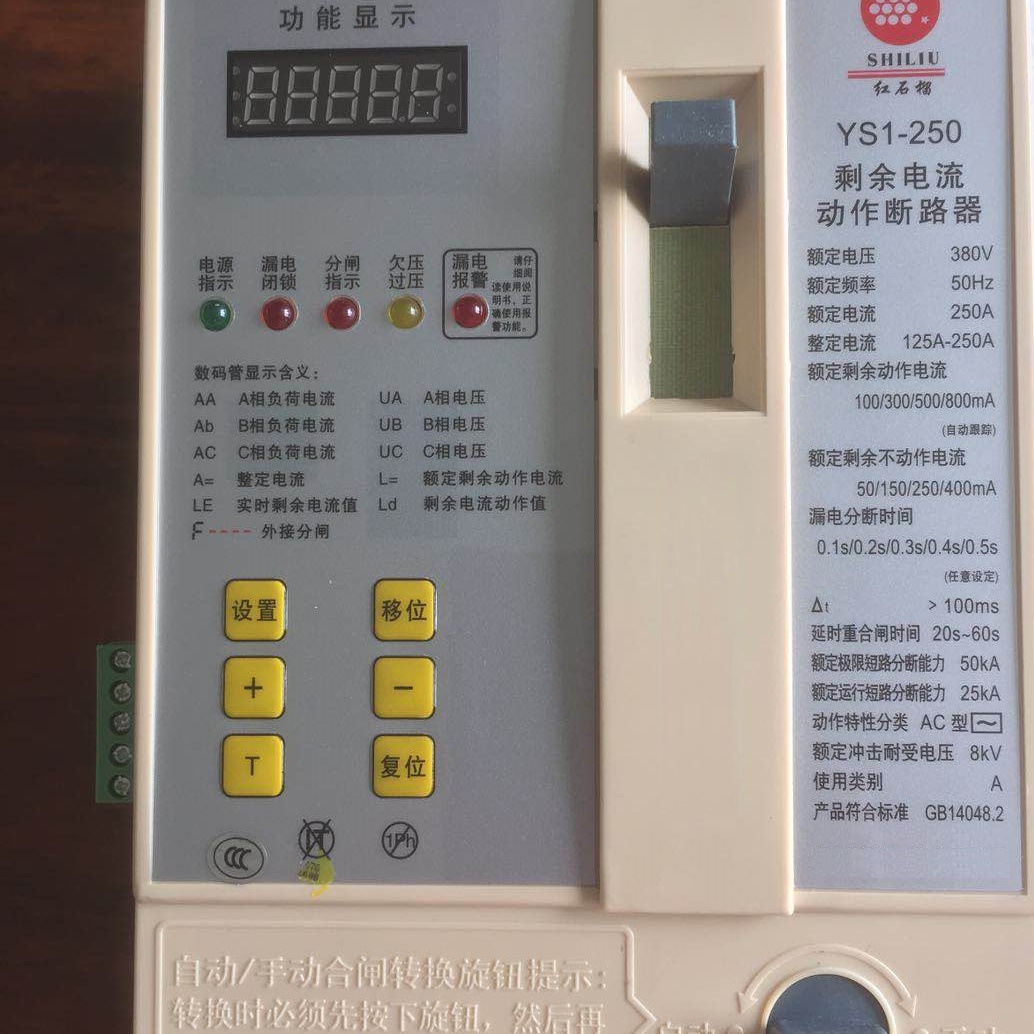 功能显示
88888
电源指示
漏电闭锁
分闸指示
欠压过压
漏电报警
请仔细阅读使用说明书，正确使用报警功能。
数码管显示含义：
AA A相负荷电流 UA A相电压
Ab B相负荷电流 UB B相电压
AC C相负荷电流 UC C相电压
A= 整定电流 L= 额定剩余动作电流
LE 实时剩余电流值 Ld 剩余电流动作值
F---- 外接分闸
设置 移位
+ −
T 复位
CCC IT 1Ph
自动/手动合闸转换旋钮提示：
转换时必须先按下旋钮，然后再
自动
SHILIU
红石榴
YS1-250
剩余电流
动作断路器
额定电压 380V
额定频率 50Hz
额定电流 250A
整定电流 125A-250A
额定剩余动作电流
100/300/500/800mA
(自动跟踪)
额定剩余不动作电流
50/150/250/400mA
漏电分断时间
0.1s/0.2s/0.3s/0.4s/0.5s
(任意设定)
Δt > 100ms
延时重合闸时间 20s~60s
额定极限短路分断能力 50kA
额定运行短路分断能力 25kA
动作特性分类 AC 型
额定冲击耐受电压 8kV
使用类别 A
产品符合标准 GB14048.2